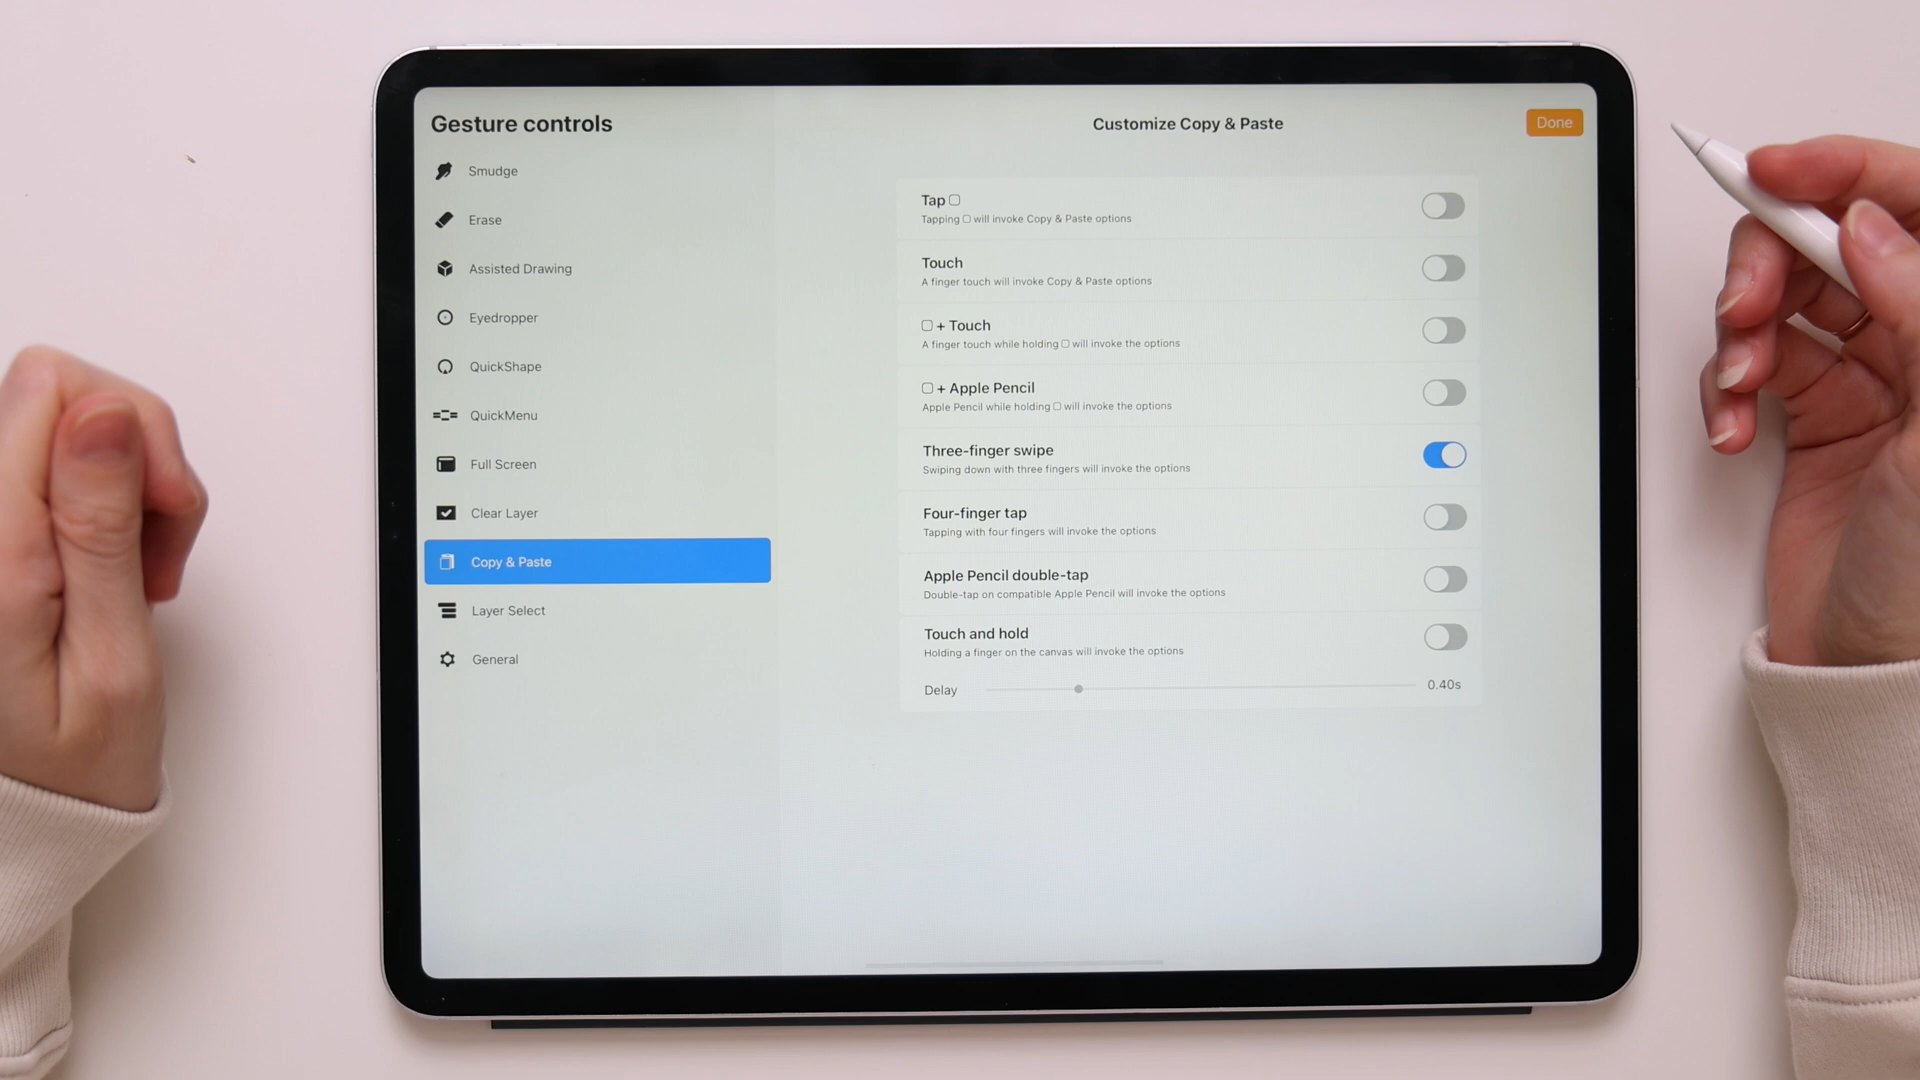 Gesture controls
Smudge
Erase
Assisted Drawing
Eyedropper
QuickShape
QuickMenu
Full Screen
Clear Layer
Copy & Paste
Layer Select
General
Customize Copy & Paste
Done
Tap ▢
Tapping ▢ will invoke Copy & Paste options
Touch
A finger touch will invoke Copy & Paste options
▢ + Touch
A finger touch while holding ▢ will invoke the options
▢ + Apple Pencil
Apple Pencil while holding ▢ will invoke the options
Three-finger swipe
Swiping down with three fingers will invoke the options
Four-finger tap
Tapping with four fingers will invoke the options
Apple Pencil double-tap
Double-tap on compatible Apple Pencil will invoke the options
Touch and hold
Holding a finger on the canvas will invoke the options
Delay 0.40s